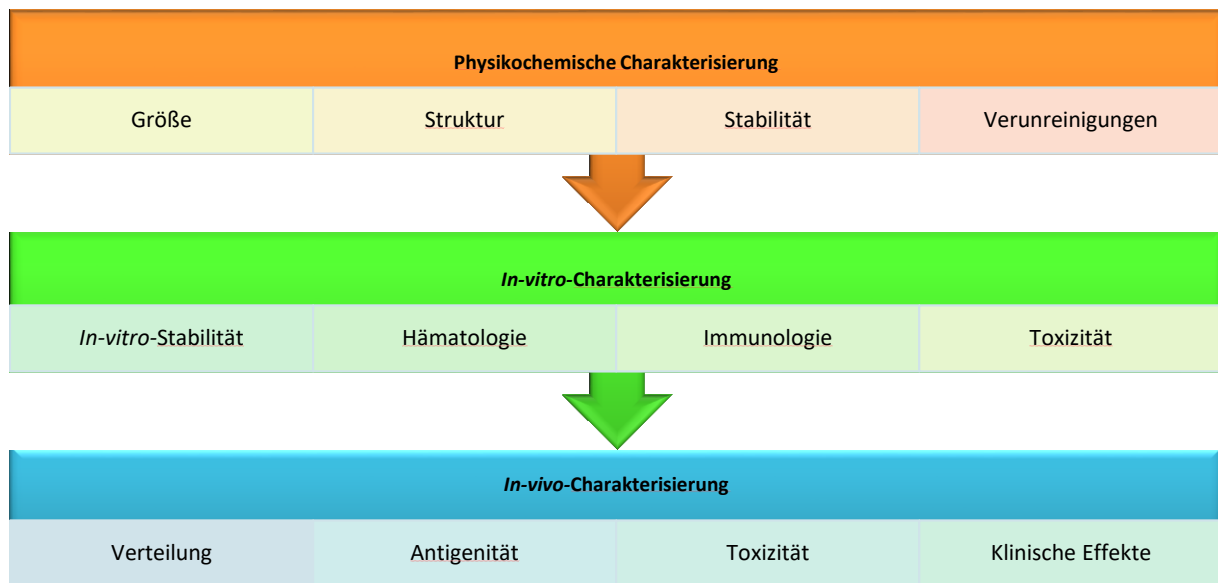 Physikochemische Charakterisierung
Größe Struktur Stabilität Verunreinigungen
In-vitro-Charakterisierung
In-vitro-Stabilität Hämatologie Immunologie Toxizität
In-vivo-Charakterisierung
Verteilung Antigenität Toxizität Klinische Effekte